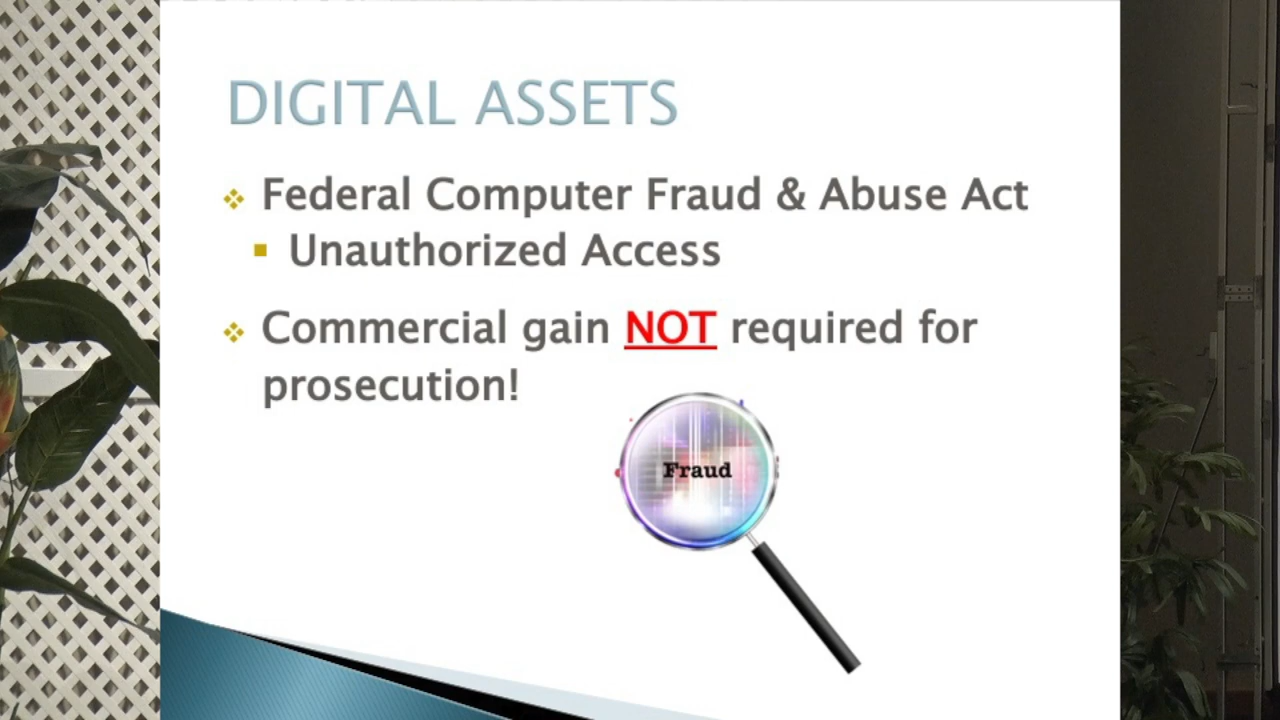 DIGITAL ASSETS
Federal Computer Fraud & Abuse Act
Unauthorized Access
Commercial gain NOT required for
prosecution!
Fraud